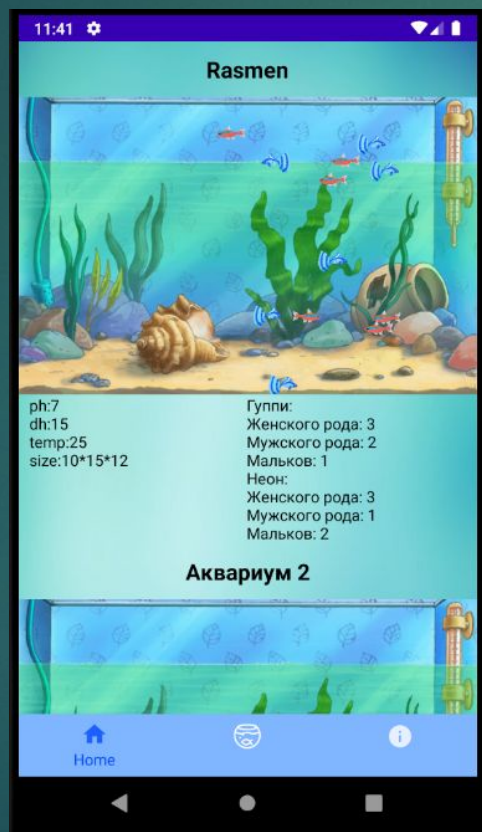 11:41
Rasmen
ph:7
dh:15
temp:25
size:10*15*12
Гуппи:
Женского рода: 3
Мужского рода: 2
Мальков: 1
Неон:
Женского рода: 3
Мужского рода: 1
Мальков: 2
Аквариум 2
Home